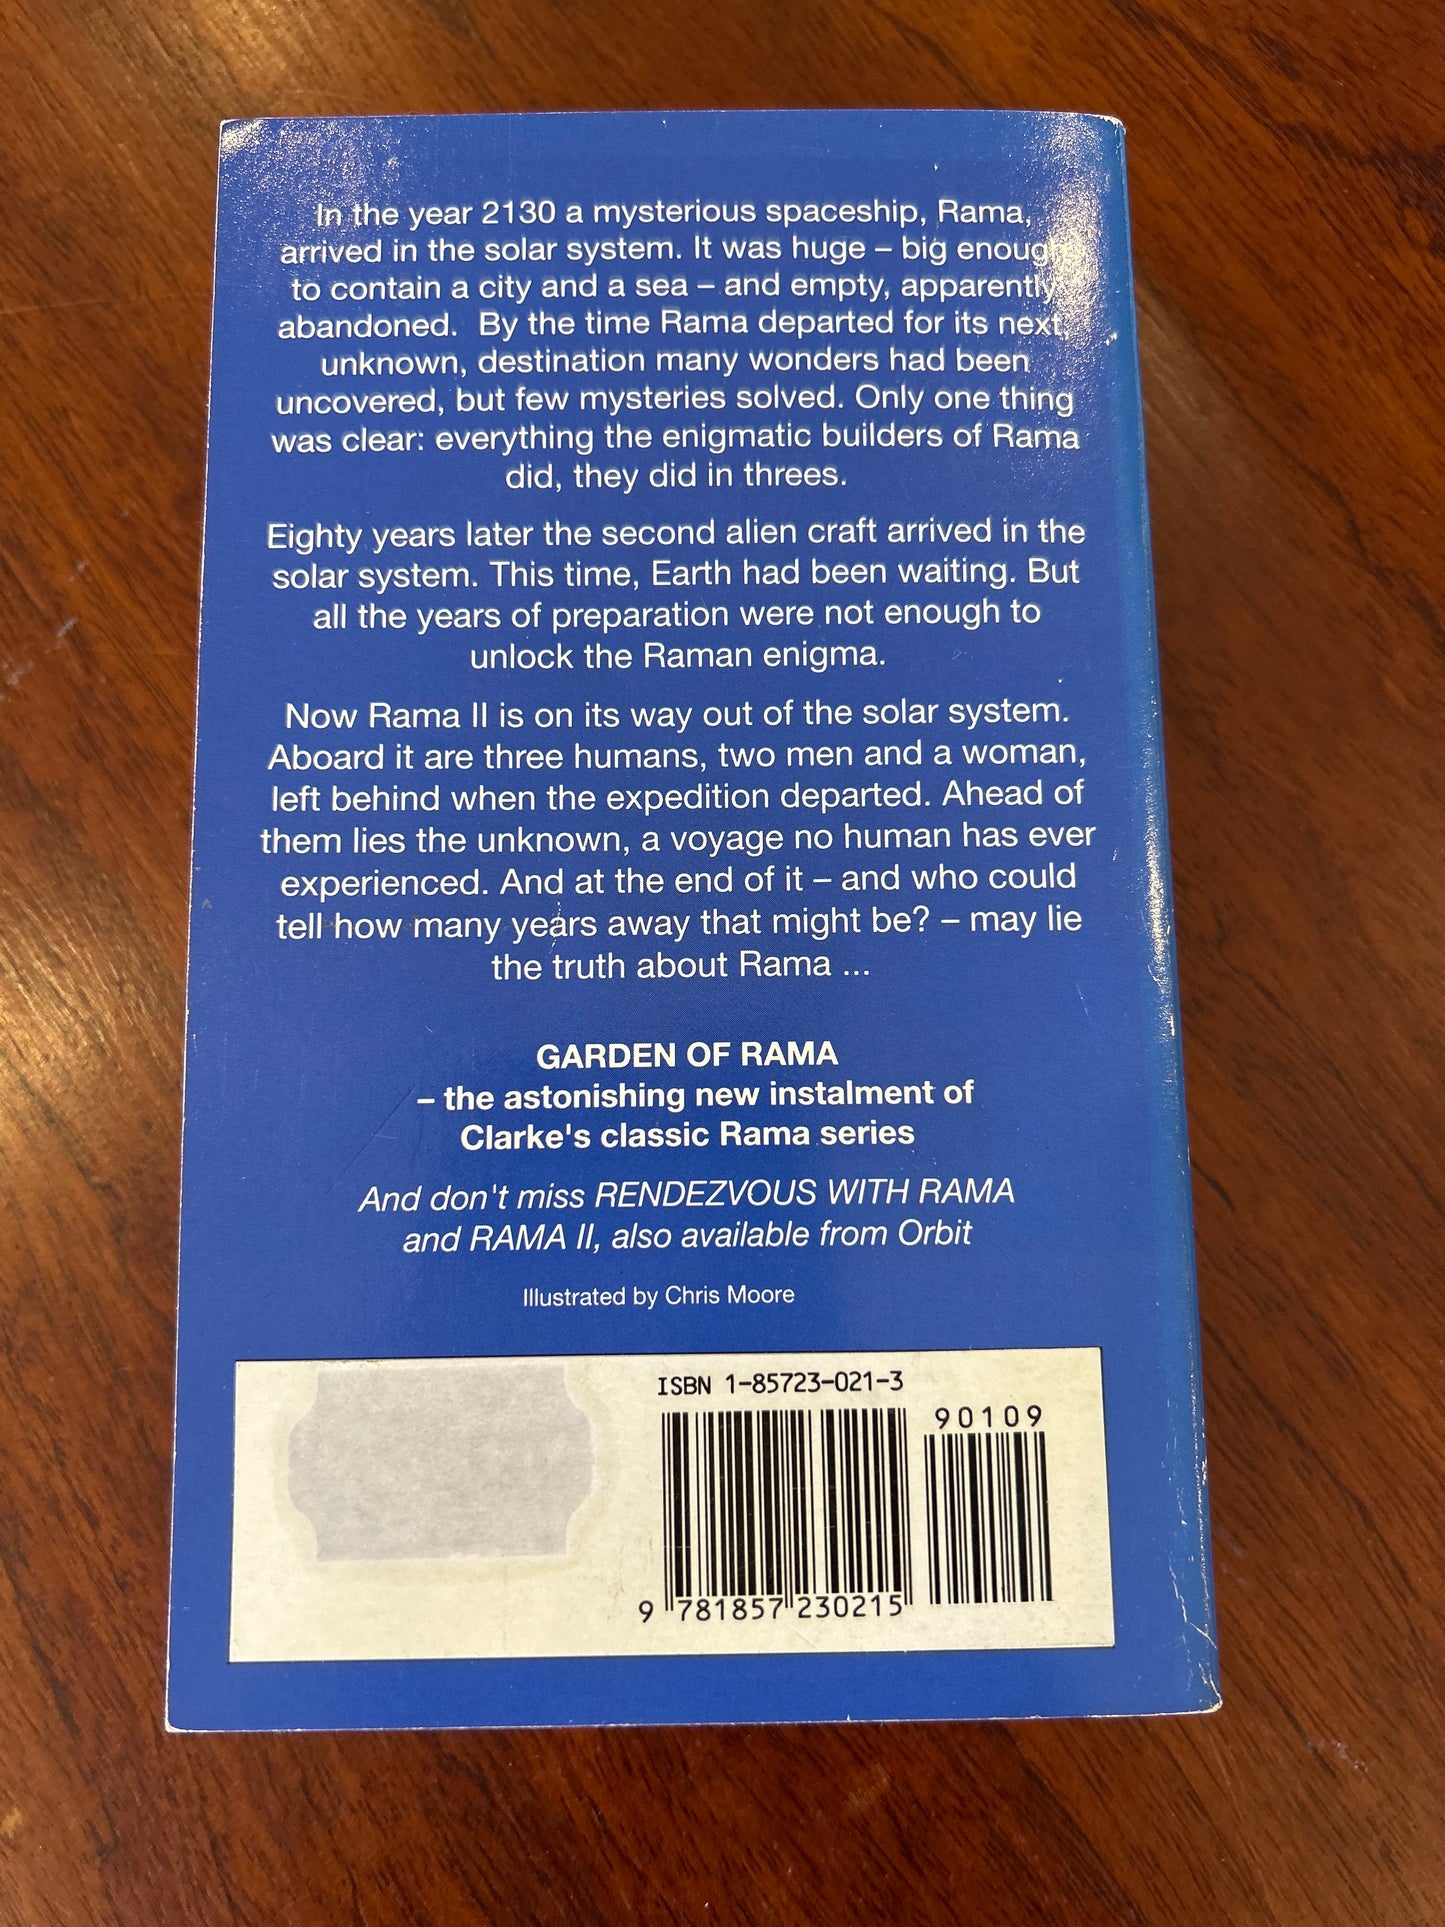 In the year 2130 a mysterious spaceship, Rama,
arrived in the solar system. It was huge – big enough
to contain a city and a sea – and empty, apparently
abandoned. By the time Rama departed for its next,
unknown, destination many wonders had been
uncovered, but few mysteries solved. Only one thing
was clear: everything the enigmatic builders of Rama
did, they did in threes.
Eighty years later the second alien craft arrived in the
solar system. This time, Earth had been waiting. But
all the years of preparation were not enough to
unlock the Raman enigma.
Now Rama II is on its way out of the solar system.
Aboard it are three humans, two men and a woman,
left behind when the expedition departed. Ahead of
them lies the unknown, a voyage no human has ever
experienced. And at the end of it – and who could
tell how many years away that might be? – may lie
the truth about Rama ...
GARDEN OF RAMA
– the astonishing new instalment of
Clarke's classic Rama series
And don't miss RENDEZVOUS WITH RAMA
and RAMA II, also available from Orbit
Illustrated by Chris Moore
ISBN 1-85723-021-3
90109
9 781857 230215